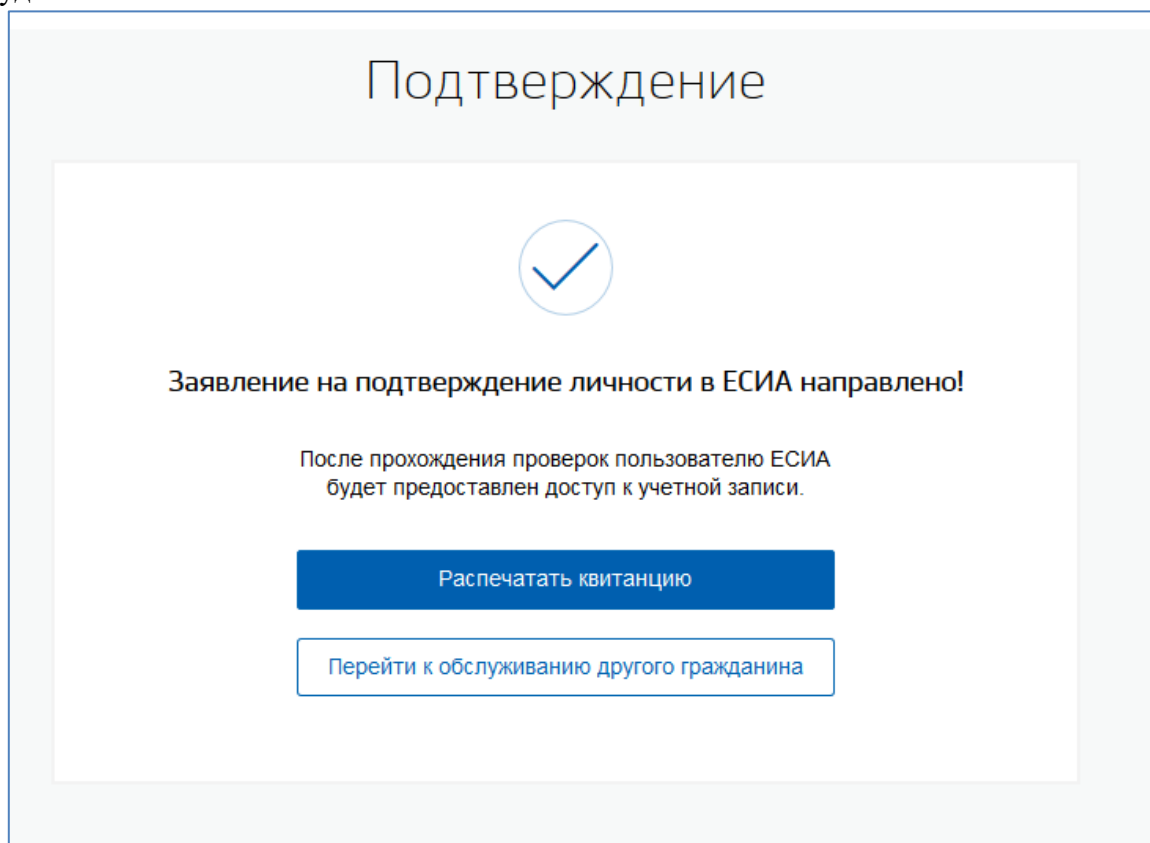 Подтверждение
Заявление на подтверждение личности в ЕСИА направлено!
После прохождения проверок пользователю ЕСИА
будет предоставлен доступ к учетной записи.
Распечатать квитанцию
Перейти к обслуживанию другого гражданина